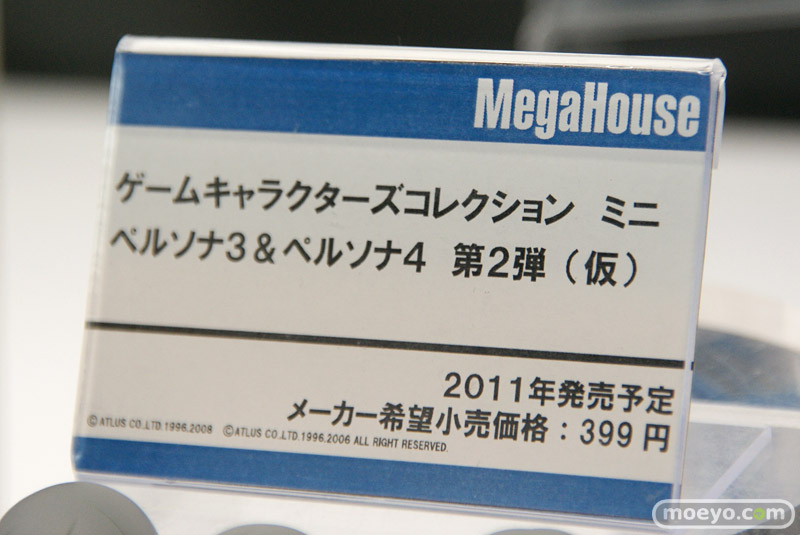 MegaHouse
ゲームキャラクターズコレクション ミニ
ペルソナ3＆ペルソナ4 第2弾（仮）
2011年発売予定
メーカー希望小売価格：399円
©ATLUS CO.,LTD.1996,2008 ©ATLUS CO.,LTD.1996,2006 ALL RIGHT RESERVED.
moeyo.com